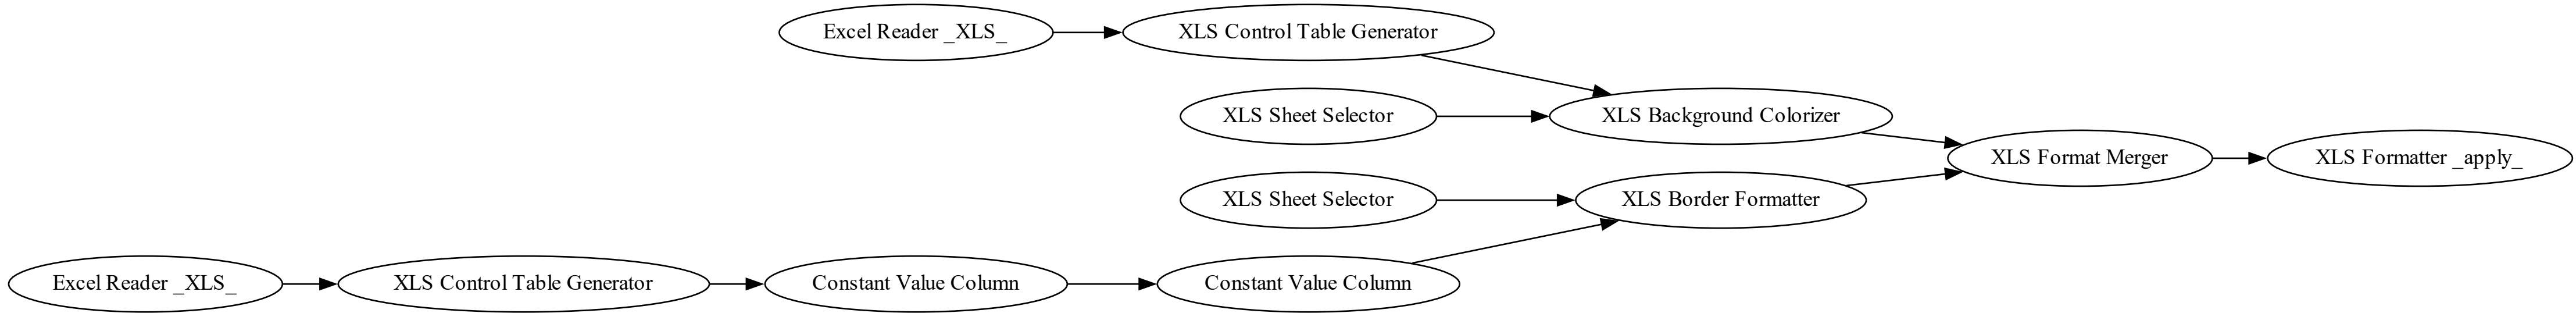 Excel Reader _XLS_
XLS Control Table Generator
XLS Sheet Selector
XLS Background Colorizer
XLS Format Merger
XLS Formatter _apply_
XLS Sheet Selector
XLS Border Formatter
Excel Reader _XLS_
XLS Control Table Generator
Constant Value Column
Constant Value Column